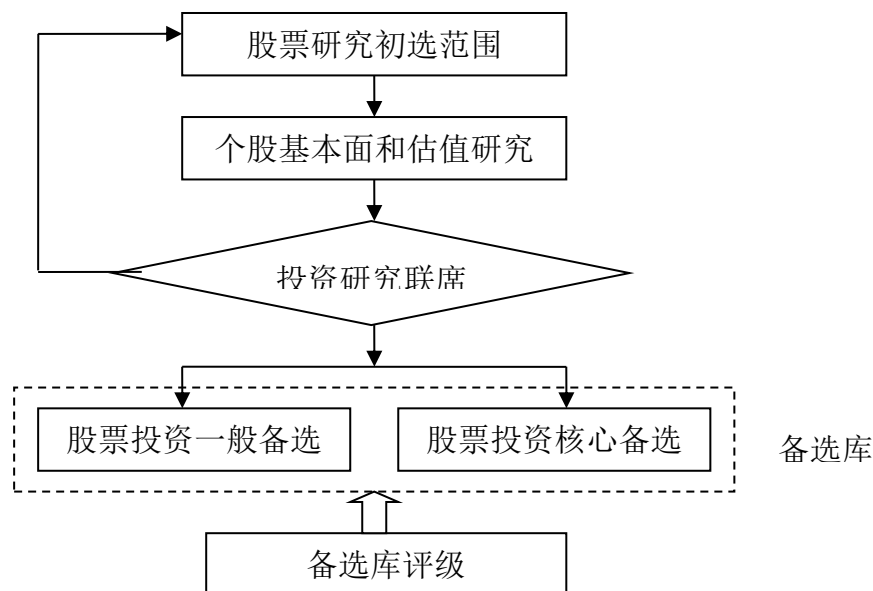 股票研究初选范围
个股基本面和估值研究
投资研究联席
股票投资一般备选
股票投资核心备选
备选库
备选库评级